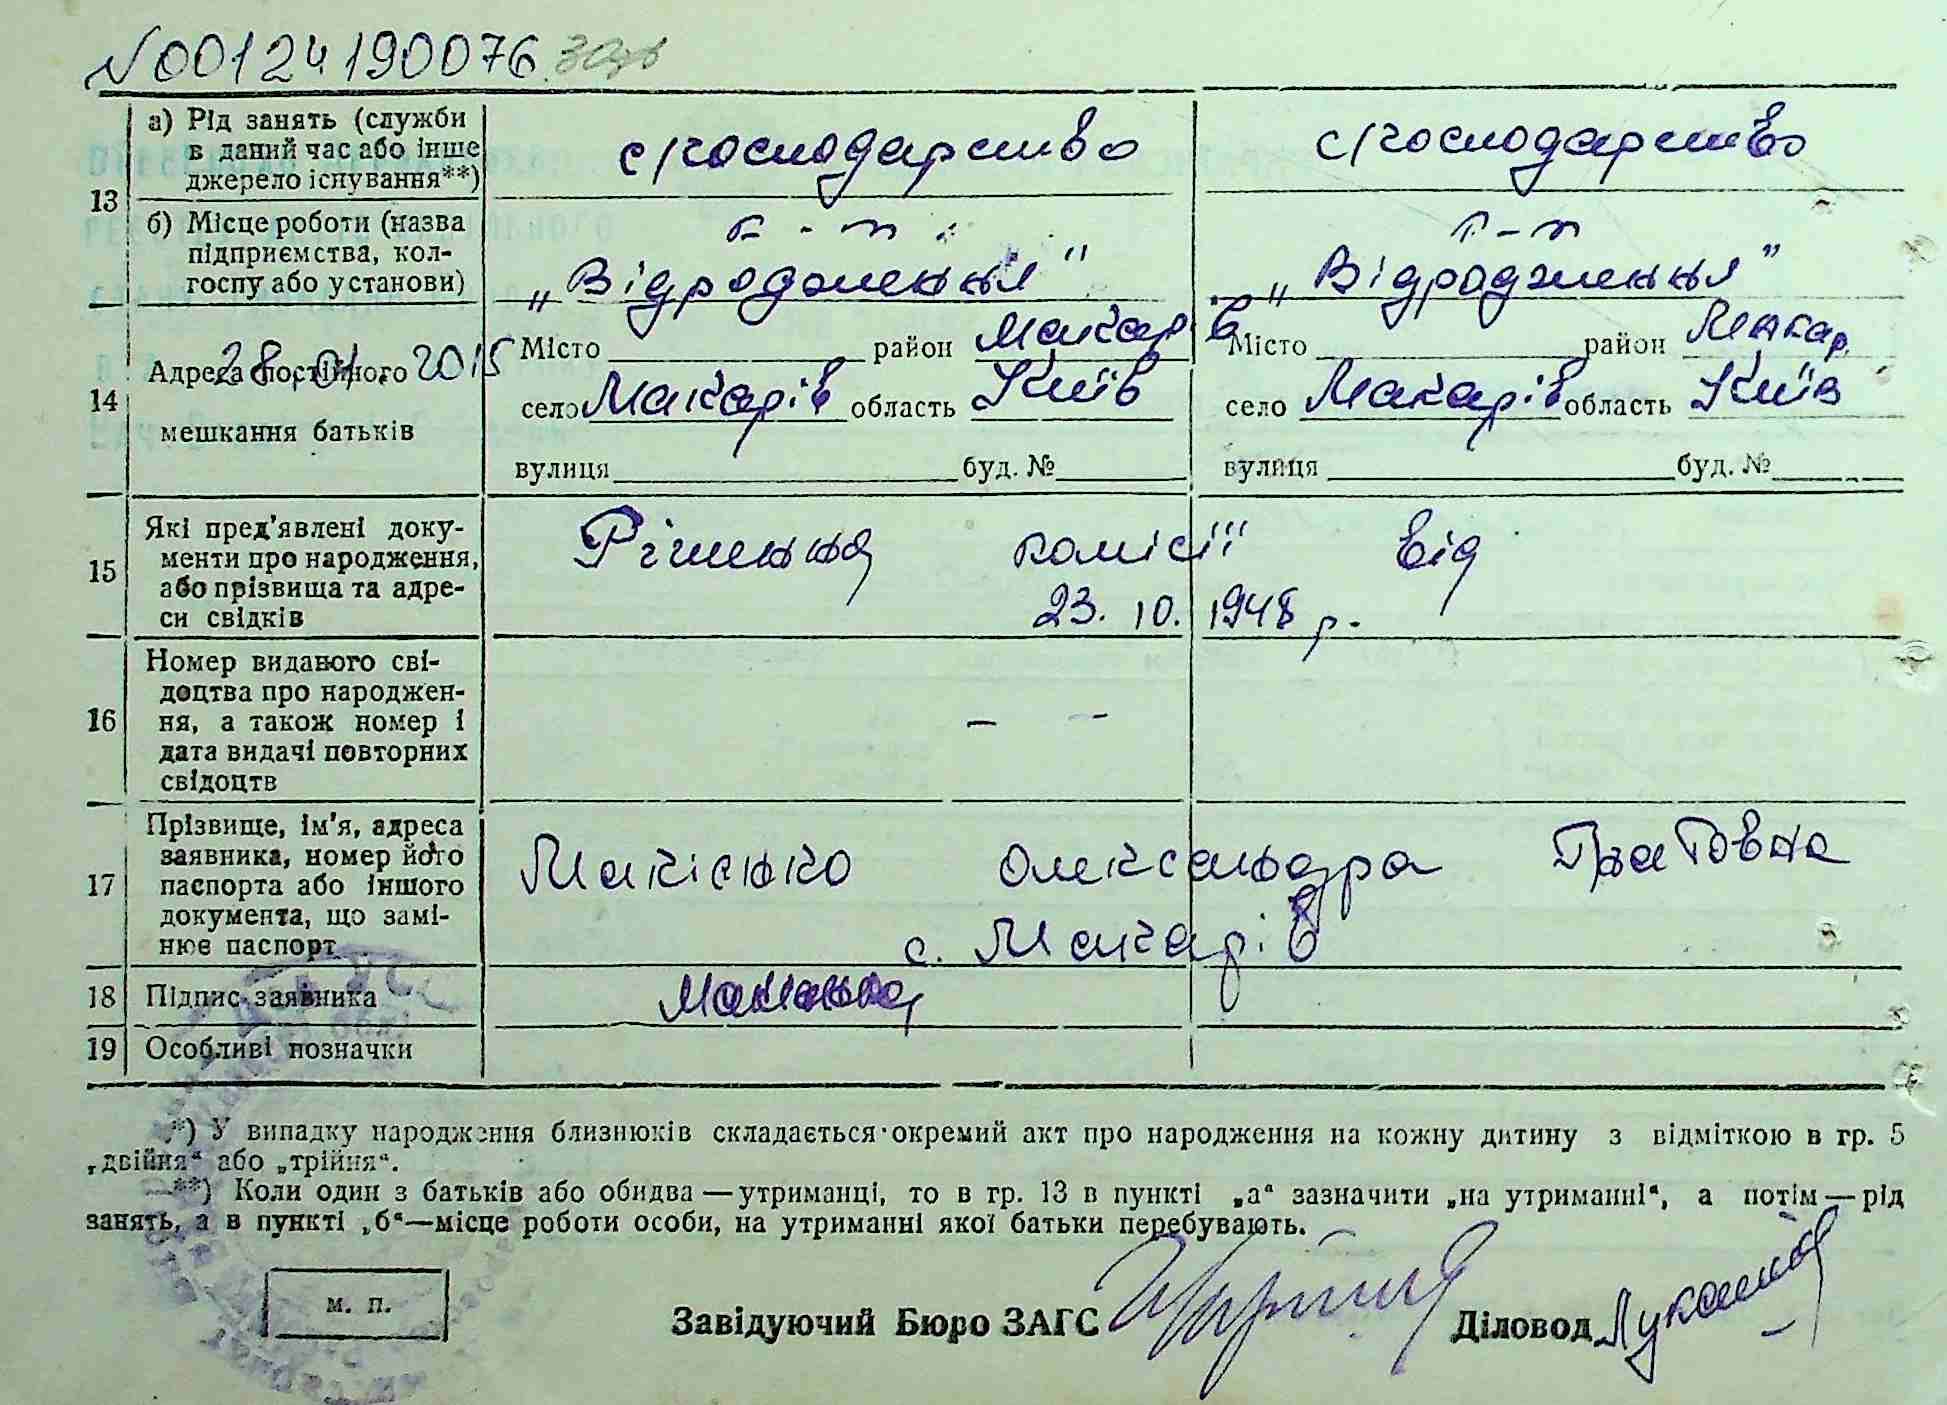 N00124190076
13 а) Рід занять (служби в даний час або інше джерело існування**) с/господарство с/господарство
б) Місце роботи (назва підприємства, колгоспу або установи) к-п „Відродження" к-п „Відродження"
14 Адреса постійного мешкання батьків 28.01.2015
Місто район Макарів Місто район Макар.
село Макарів область Київ село Макарів область Київ
вулиця буд. № вулиця буд. №
15 Які пред'явлені документи про народження, або прізвища та адреси свідків Рішення комісії від
23. 10. 1948 р.
16 Номер виданого свідоцтва про народження, а також номер і дата видачі повторних свідоцтв – –
17 Прізвище, ім'я, адреса заявника, номер його паспорта або іншого документа, що замінює паспорт Макієнко Олександра
с. Макарів
18 Підпис заявника
19 Особливі позначки
*) У випадку народження близнюків складається окремий акт про народження на кожну дитину з відміткою в гр. 5
„двійня“ або „трійня“.
**) Коли один з батьків або обидва — утриманці, то в гр. 13 в пункті „а“ зазначити „на утриманні“, а потім — рід
занять, а в пункті „б“—місце роботи особи, на утриманні якої батьки перебувають.
м. п.
Завідуючий Бюро ЗАГС Діловод